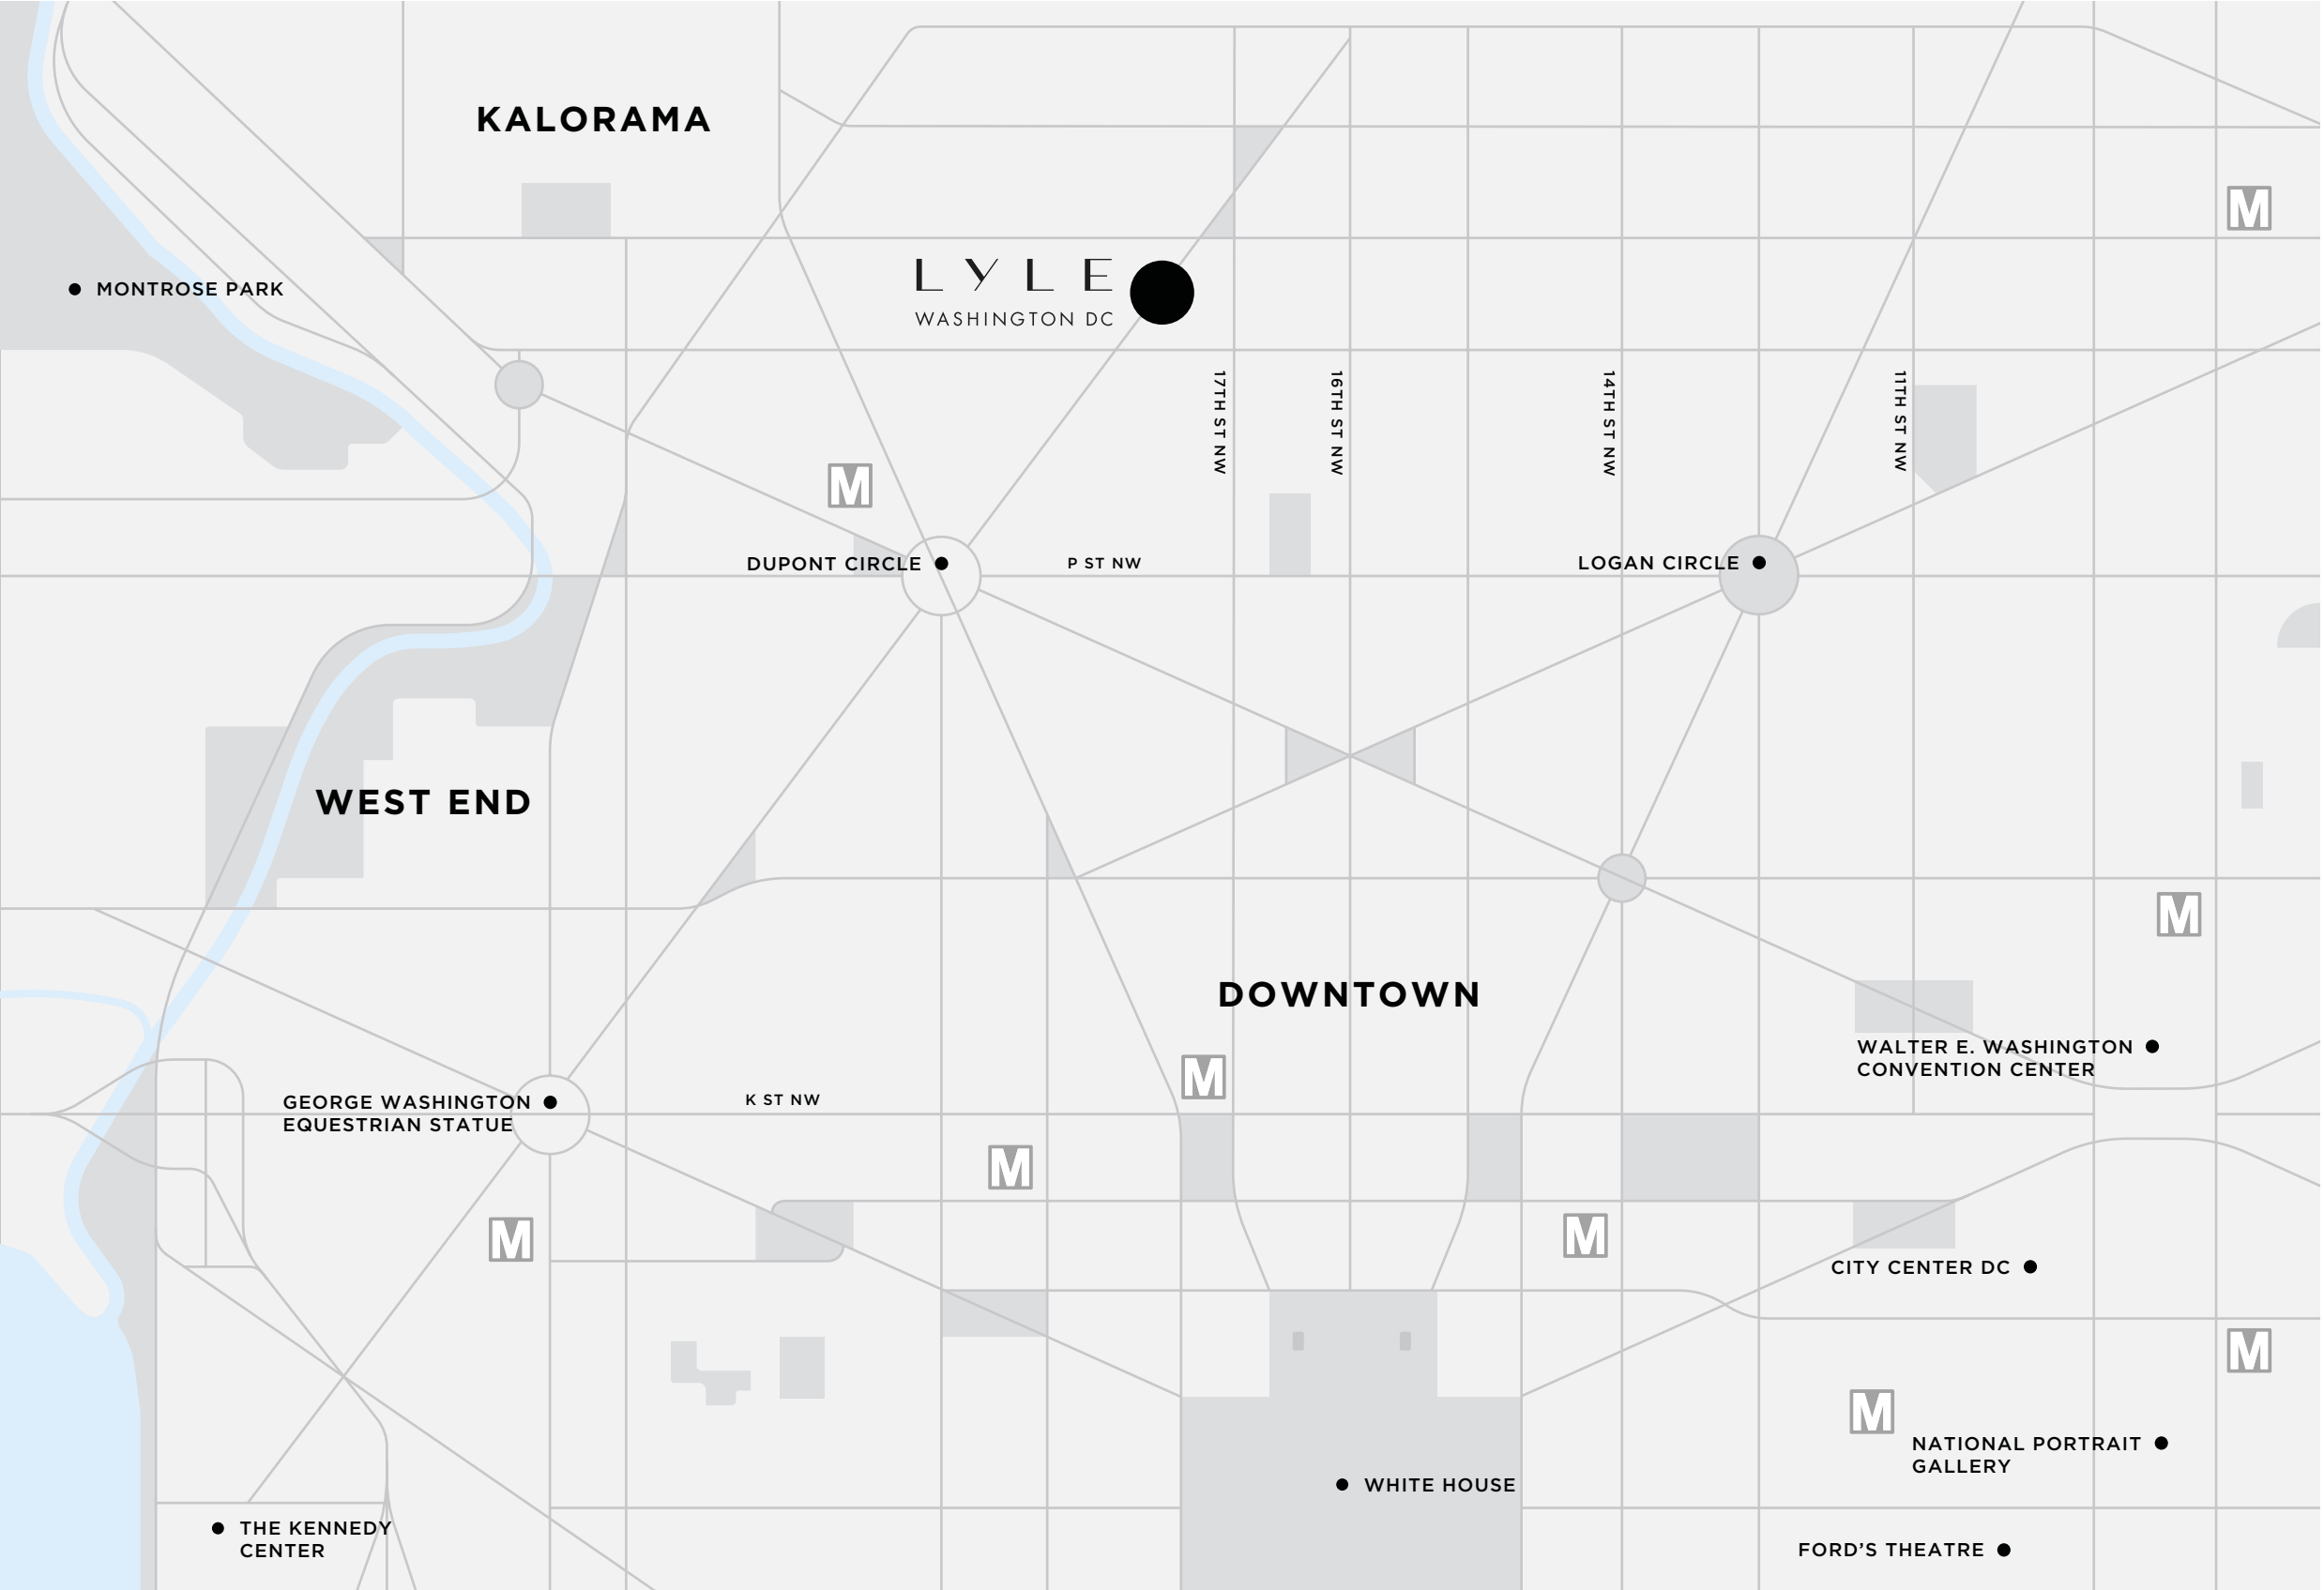 KALORAMA
M
MONTROSE PARK
LYLE
WASHINGTON DC
17TH ST NW
16TH ST NW
14TH ST NW
11TH ST NW
M
DUPONT CIRCLE
P ST NW
LOGAN CIRCLE
WEST END
M
DOWNTOWN
WALTER E. WASHINGTON
CONVENTION CENTER
M
GEORGE WASHINGTON
EQUESTRIAN STATUE
K ST NW
M
M
M
CITY CENTER DC
M
M
NATIONAL PORTRAIT
GALLERY
WHITE HOUSE
THE KENNEDY
CENTER
FORD’S THEATRE